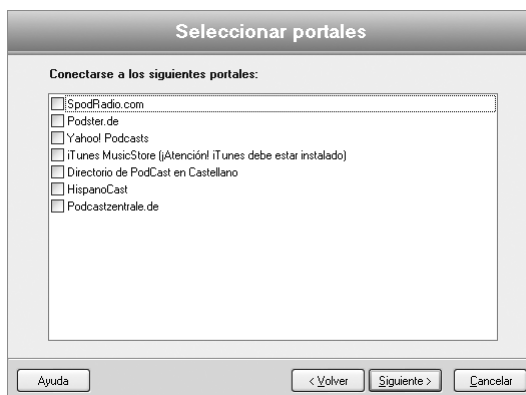 Seleccionar portales
Conectarse a los siguientes portales:
SpodRadio.com
Podster.de
Yahoo! Podcasts
iTunes MusicStore (¡Atención! iTunes debe estar instalado)
Directorio de PodCast en Castellano
HispanoCast
Podcastzentrale.de
Ayuda < Volver Siguiente > Cancelar